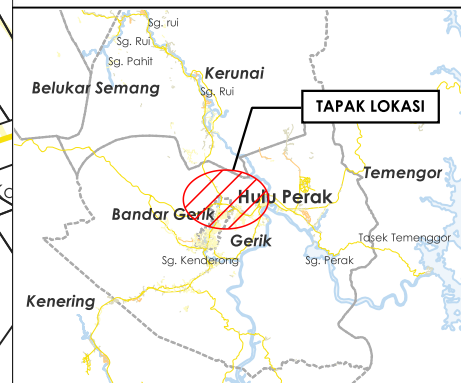 Sg. rui
Sg. Rui
Sg. Pahit
Kerunai
Belukar Semang
Sg. Rui
TAPAK LOKASI
Temengor
Hulu Perak
Bandar Gerik
Gerik
Tasek Temenggor
Sg. Kenderong
Sg. Perak
Kenering